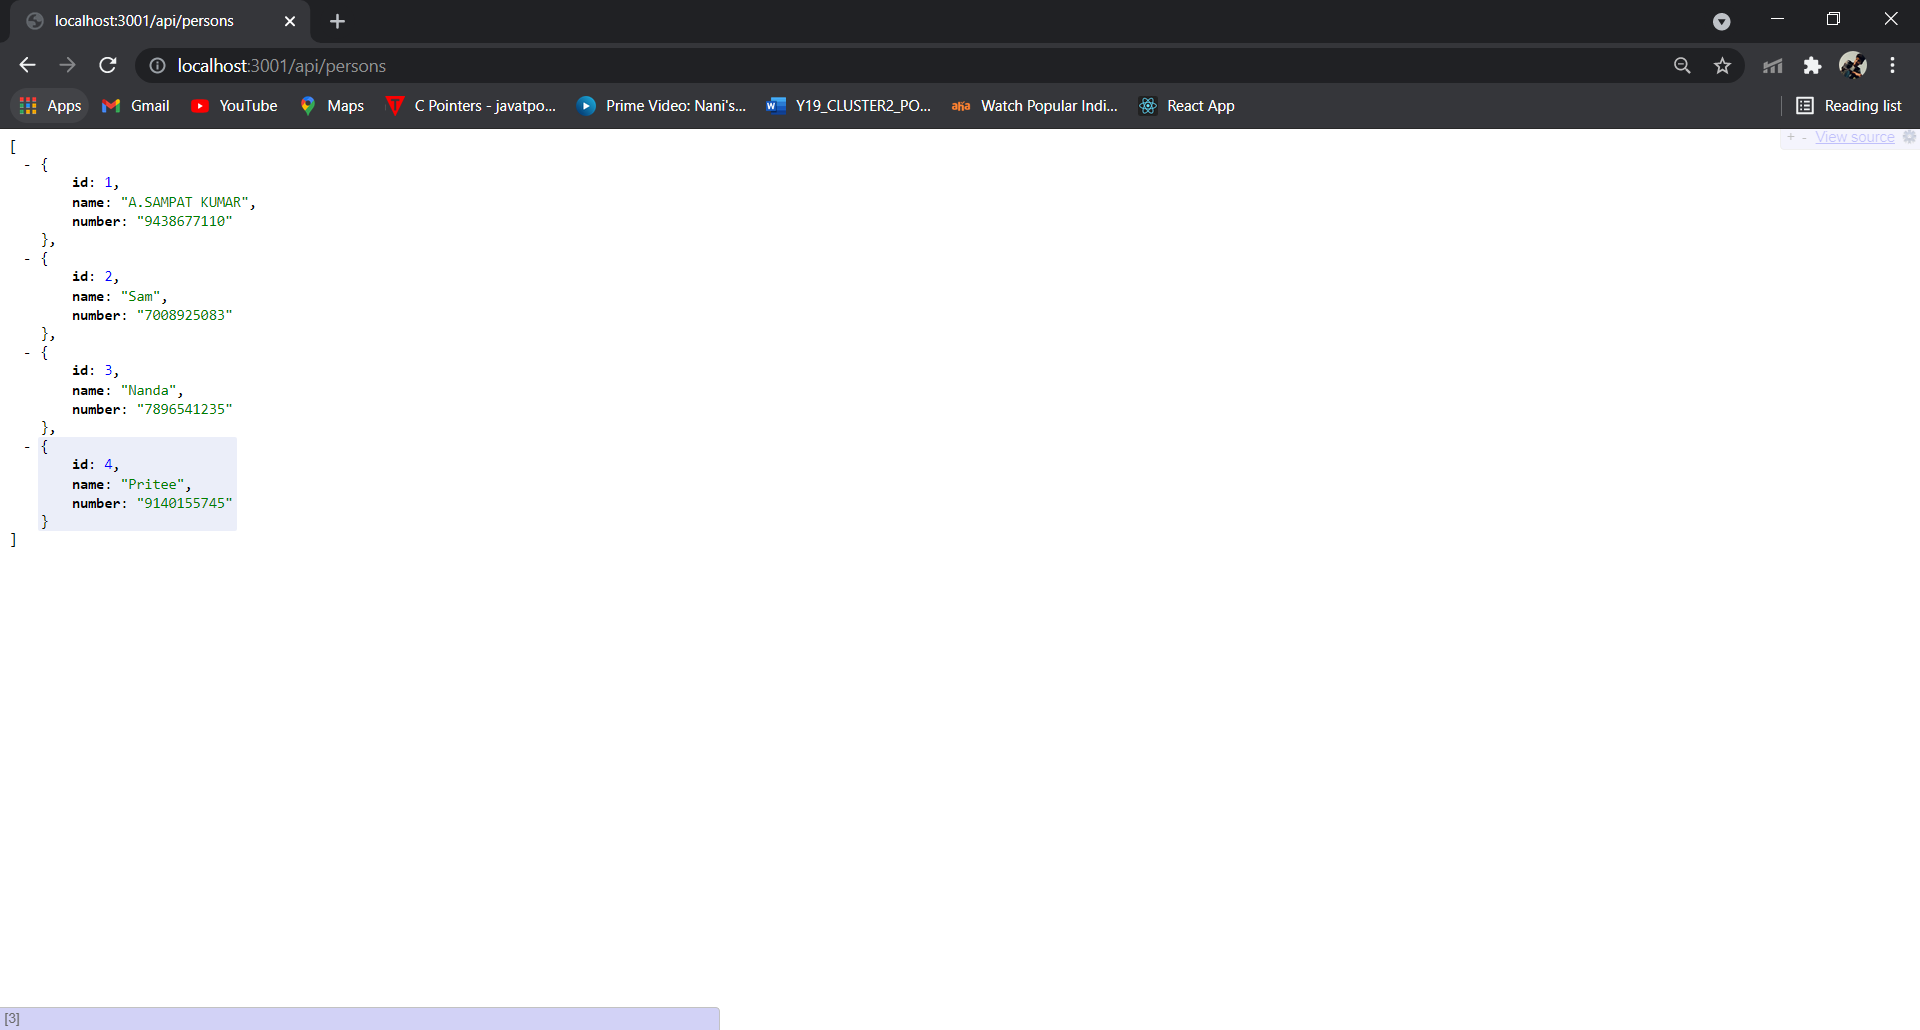 localhost:3001/api/persons
localhost:3001/api/persons
Apps Gmail YouTube Maps C Pointers - javatpo... Prime Video: Nani's... Y19_CLUSTER2_PO... aha Watch Popular Indi... React App Reading list
+ - View source
[
- {
id: 1,
name: "A.SAMPAT KUMAR",
number: "9438677110"
},
- {
id: 2,
name: "Sam",
number: "7008925083"
},
- {
id: 3,
name: "Nanda",
number: "7896541235"
},
- {
id: 4,
name: "Pritee",
number: "9140155745"
}
]
[3]